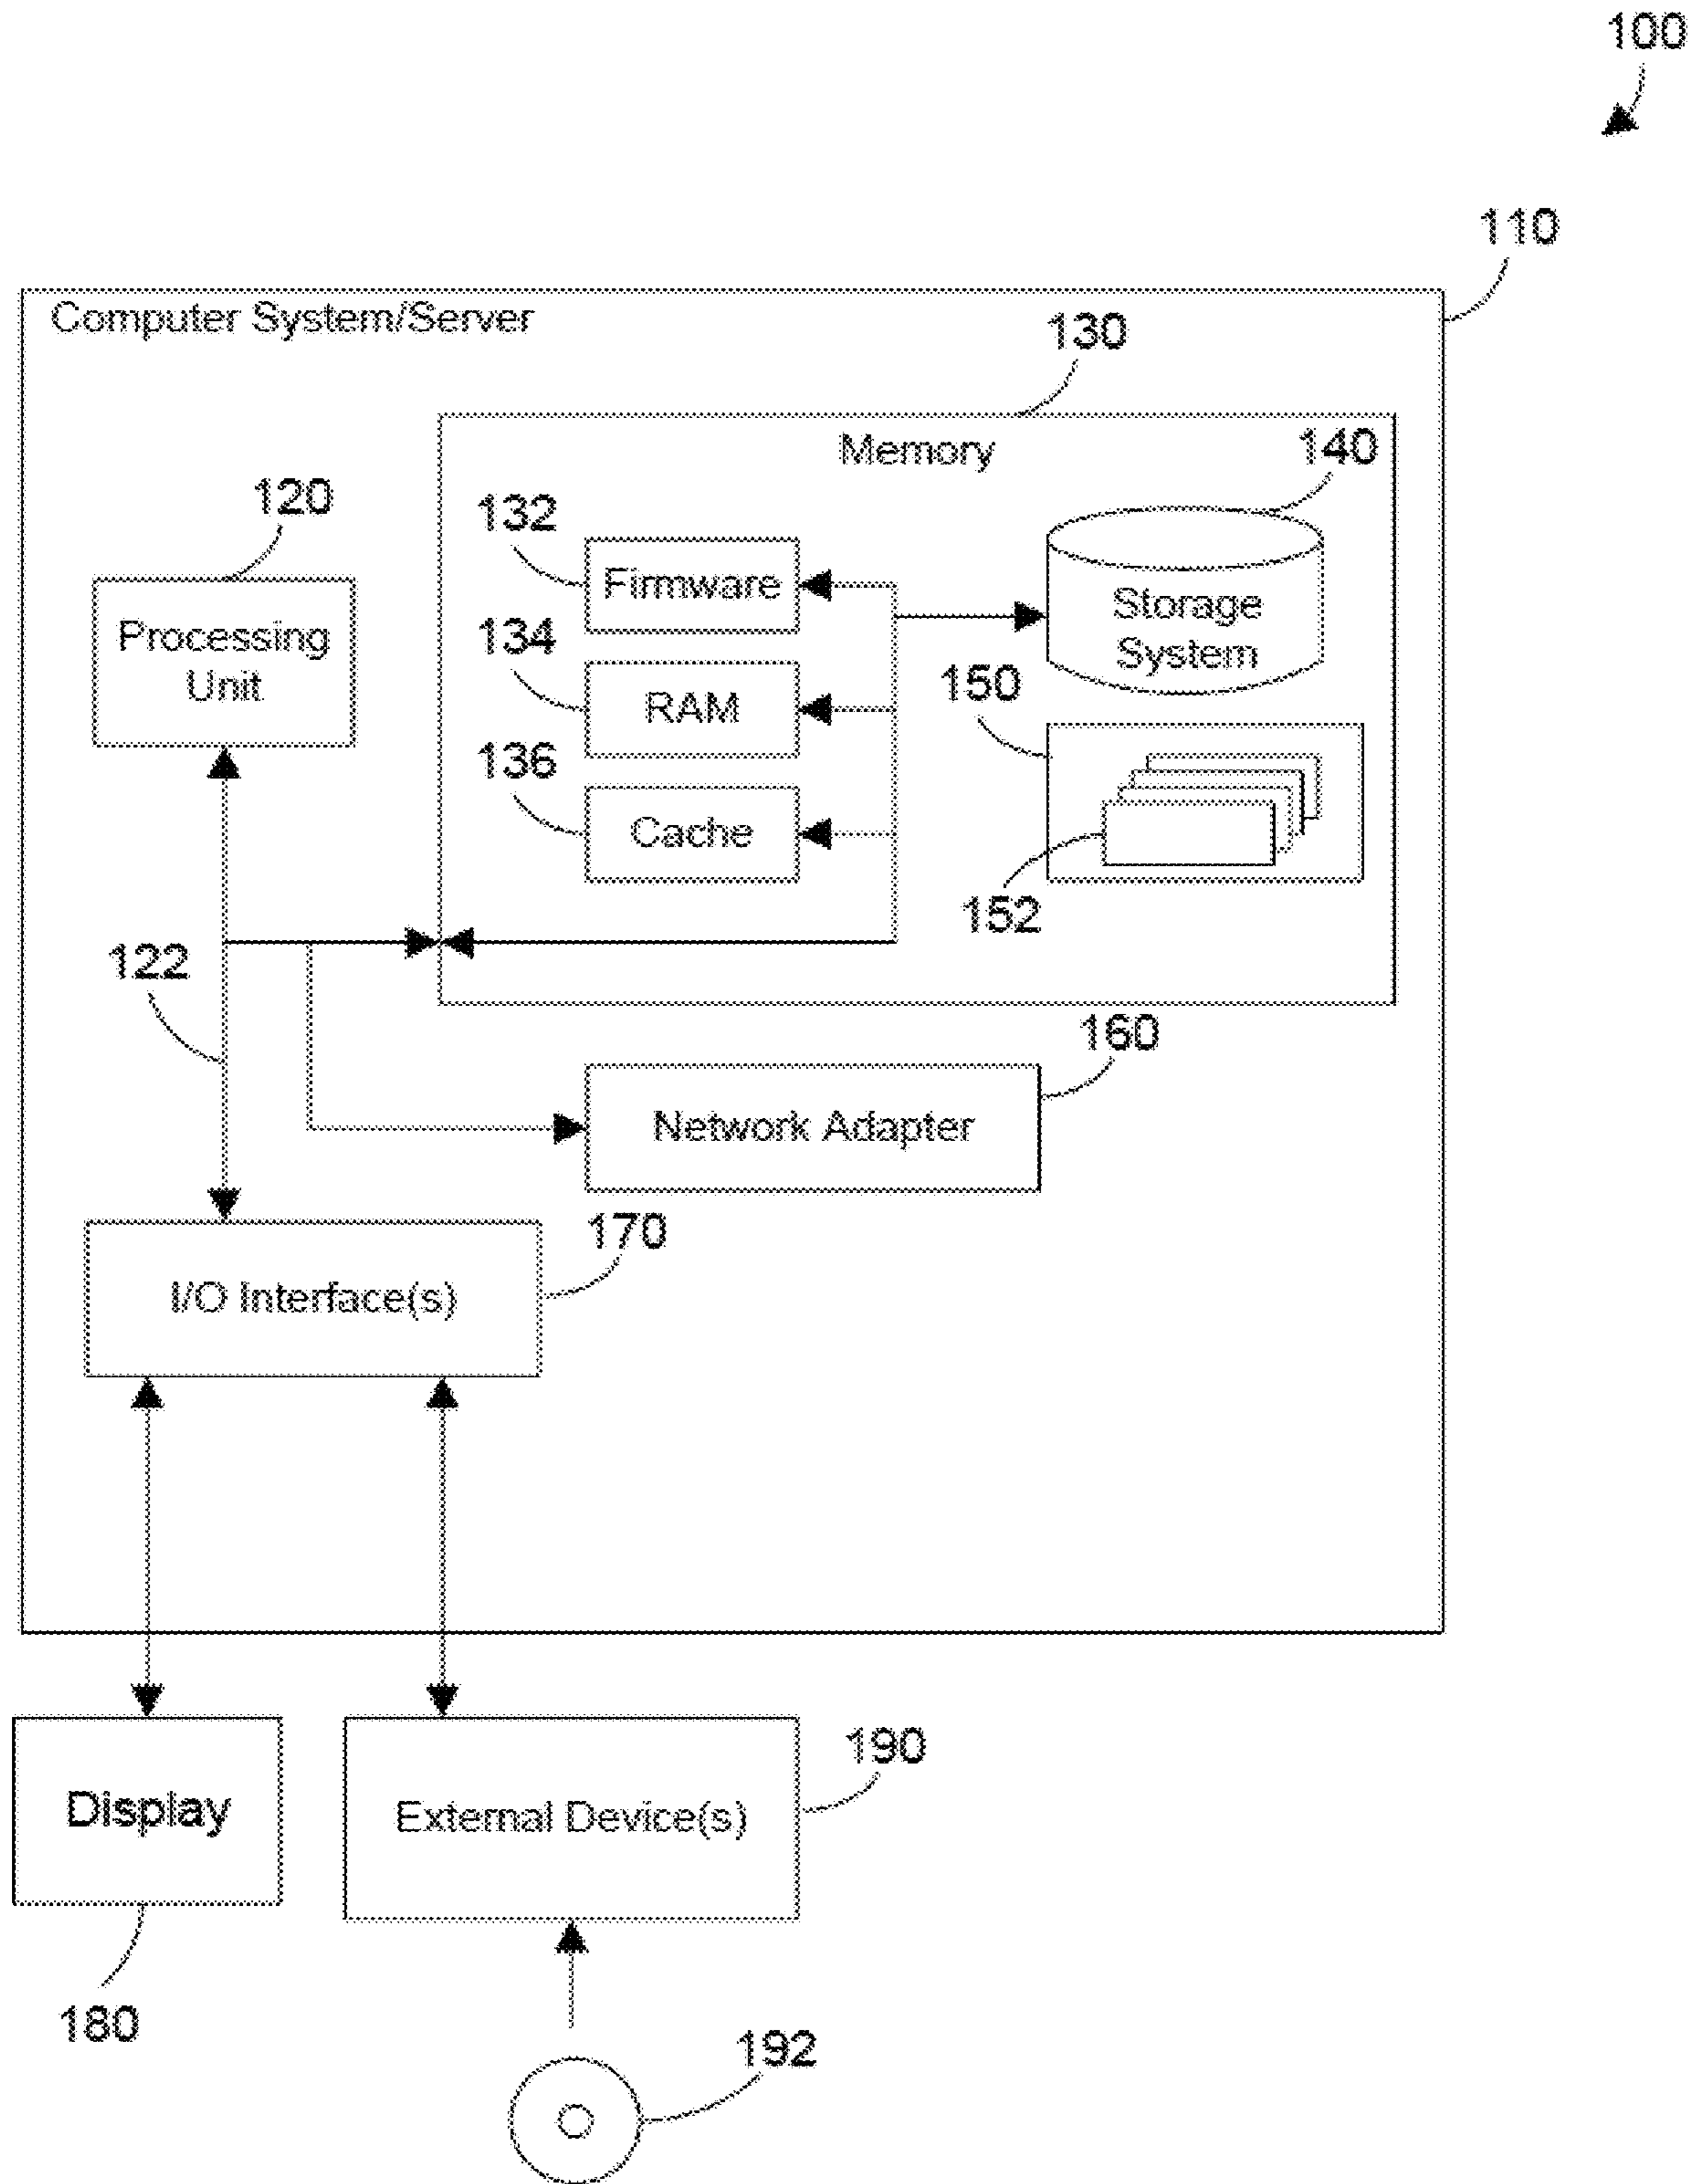 100
110
Computer System/Server
130
Memory
140
120
132
Firmware
Processing
Unit
Storage
System
134
RAM
150
136
Cache
152
122
160
Network Adapter
170
I/O Interface(s)
190
Display
External Device(s)
180
192